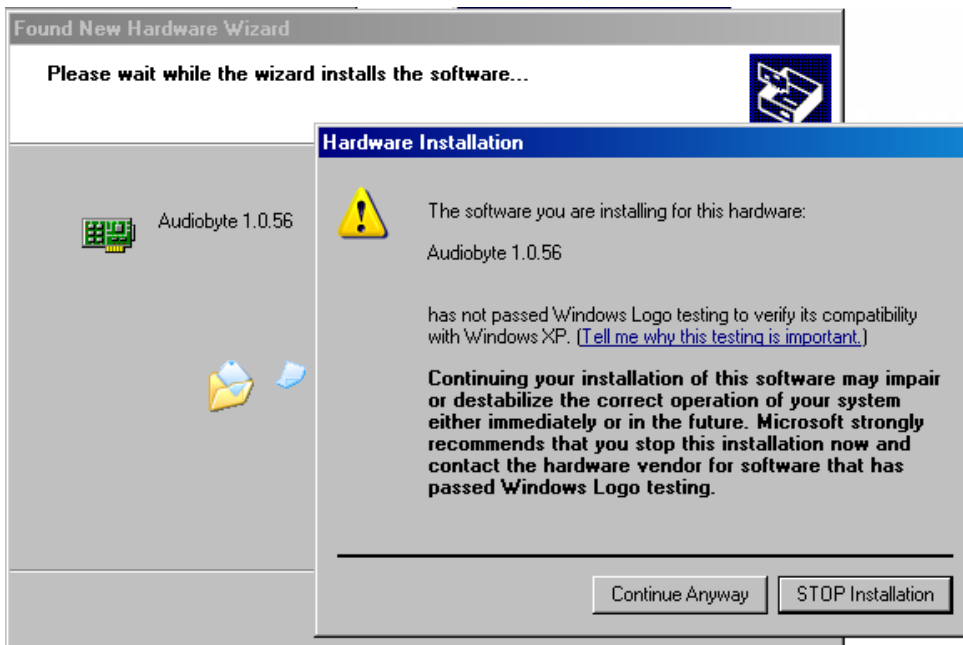 Found New Hardware Wizard
Please wait while the wizard installs the software...
Audiobyte 1.0.56
Hardware Installation
The software you are installing for this hardware:
Audiobyte 1.0.56
has not passed Windows Logo testing to verify its compatibility
with Windows XP. (Tell me why this testing is important.)
Continuing your installation of this software may impair
or destabilize the correct operation of your system
either immediately or in the future. Microsoft strongly
recommends that you stop this installation now and
contact the hardware vendor for software that has
passed Windows Logo testing.
Continue Anyway
STOP Installation